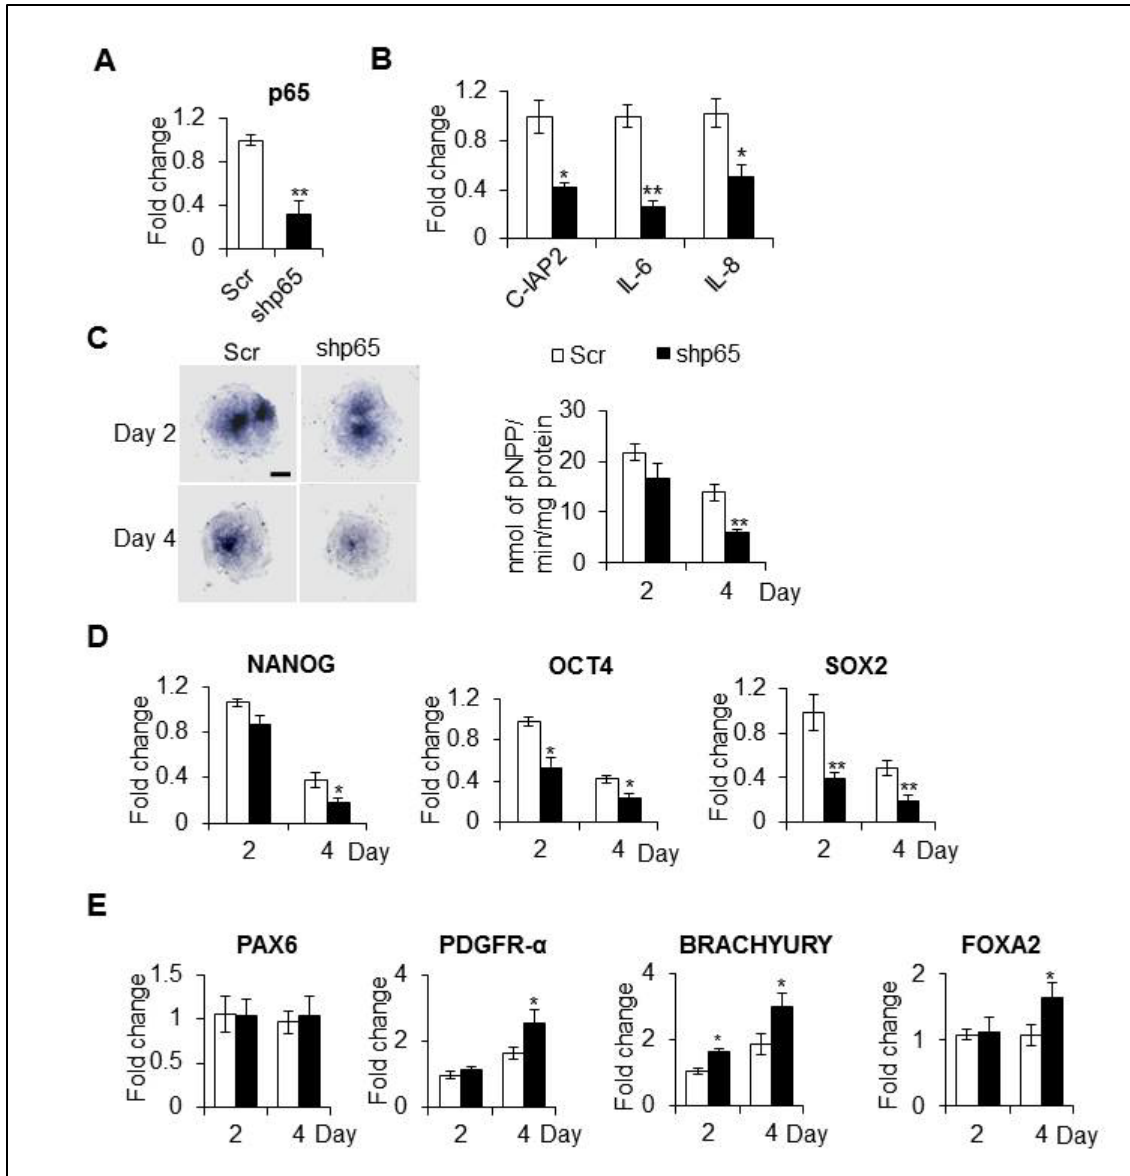 A
B
p65
Fold change
1.2
0.8
0.4
0
**
Scr
shp65
Fold change
1.2
0.8
0.4
0
*
**
*
C-IAP2
IL-6
IL-8
C
Scr
shp65
Day 2
Day 4
Scr
shp65
nmol of pNPP/
min/mg protein
30
20
10
0
**
2
4
Day
D
NANOG
Fold change
1.2
0.8
0.4
0
*
2
4
Day
OCT4
Fold change
1.2
0.8
0.4
0
*
*
2
4
Day
SOX2
Fold change
1.2
0.8
0.4
0
**
**
2
4
Day
E
PAX6
Fold change
1.5
1
0.5
0
2
4 Day
PDGFR-α
Fold change
4
2
0
*
2
4 Day
BRACHYURY
Fold change
4
2
0
*
*
2
4 Day
FOXA2
Fold change
2
1
0
*
2
4 Day